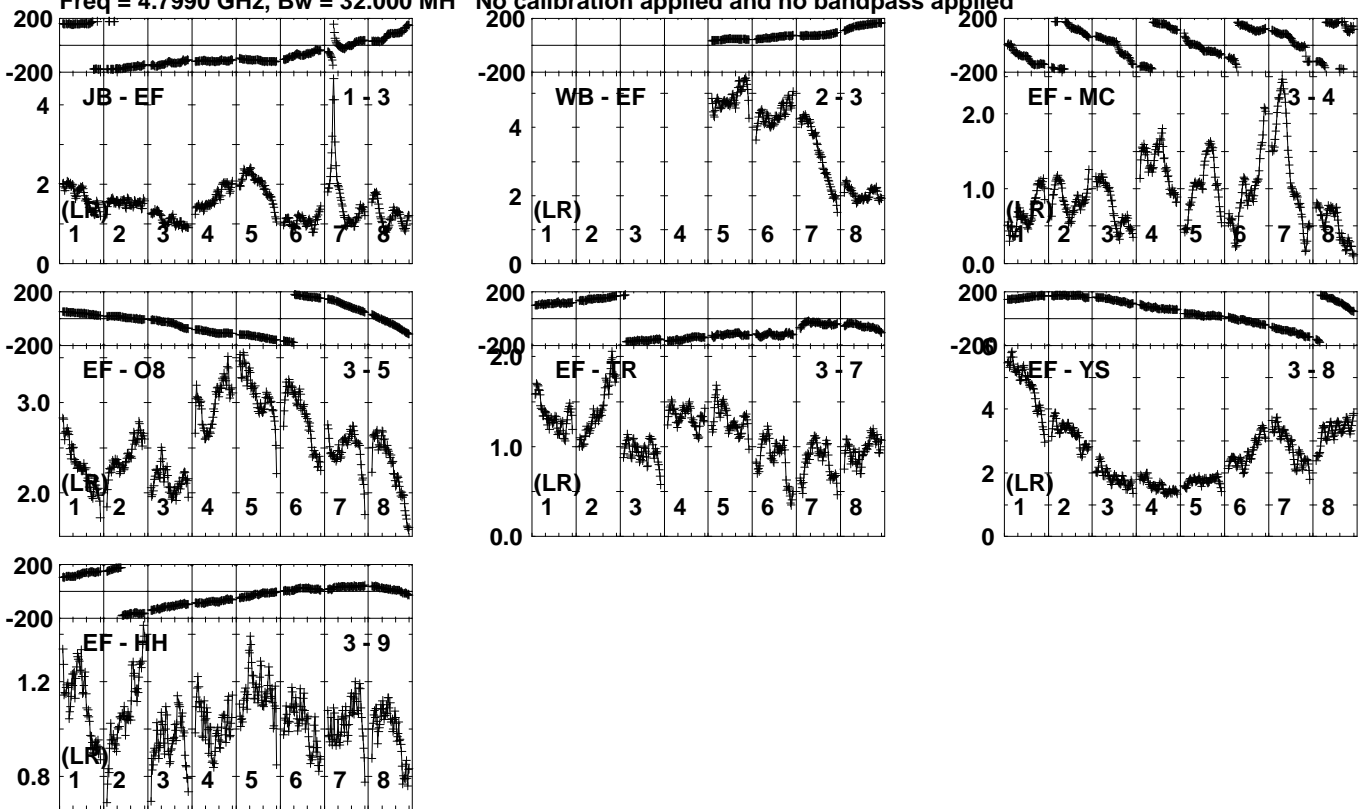 Freq = 4.7990 GHz, Bw = 32.000 MH No calibration applied and no bandpass applied
200
-200
JB - EF 1 - 3
4
2
(LR)
1 2 3 4 5 6 7 8
0
200
-200
WB - EF 2 - 3
4
2
(LR)
1 2 3 4 5 6 7 8
0
200
-200
EF - MC 3 - 4
2.0
1.0
(LR)
1 2 3 4 5 6 7 8
0.0
200
-200
EF - O8 3 - 5
3.0
2.0
(LR)
1 2 3 4 5 6 7 8
200
-200
2.0
EF - TR 3 - 7
1.0
(LR)
1 2 3 4 5 6 7 8
0.0
200
-200
6
EF - YS 3 - 8
4
2
(LR)
1 2 3 4 5 6 7 8
0
200
-200
EF - HH 3 - 9
1.2
(LR)
0.8
1 2 3 4 5 6 7 8